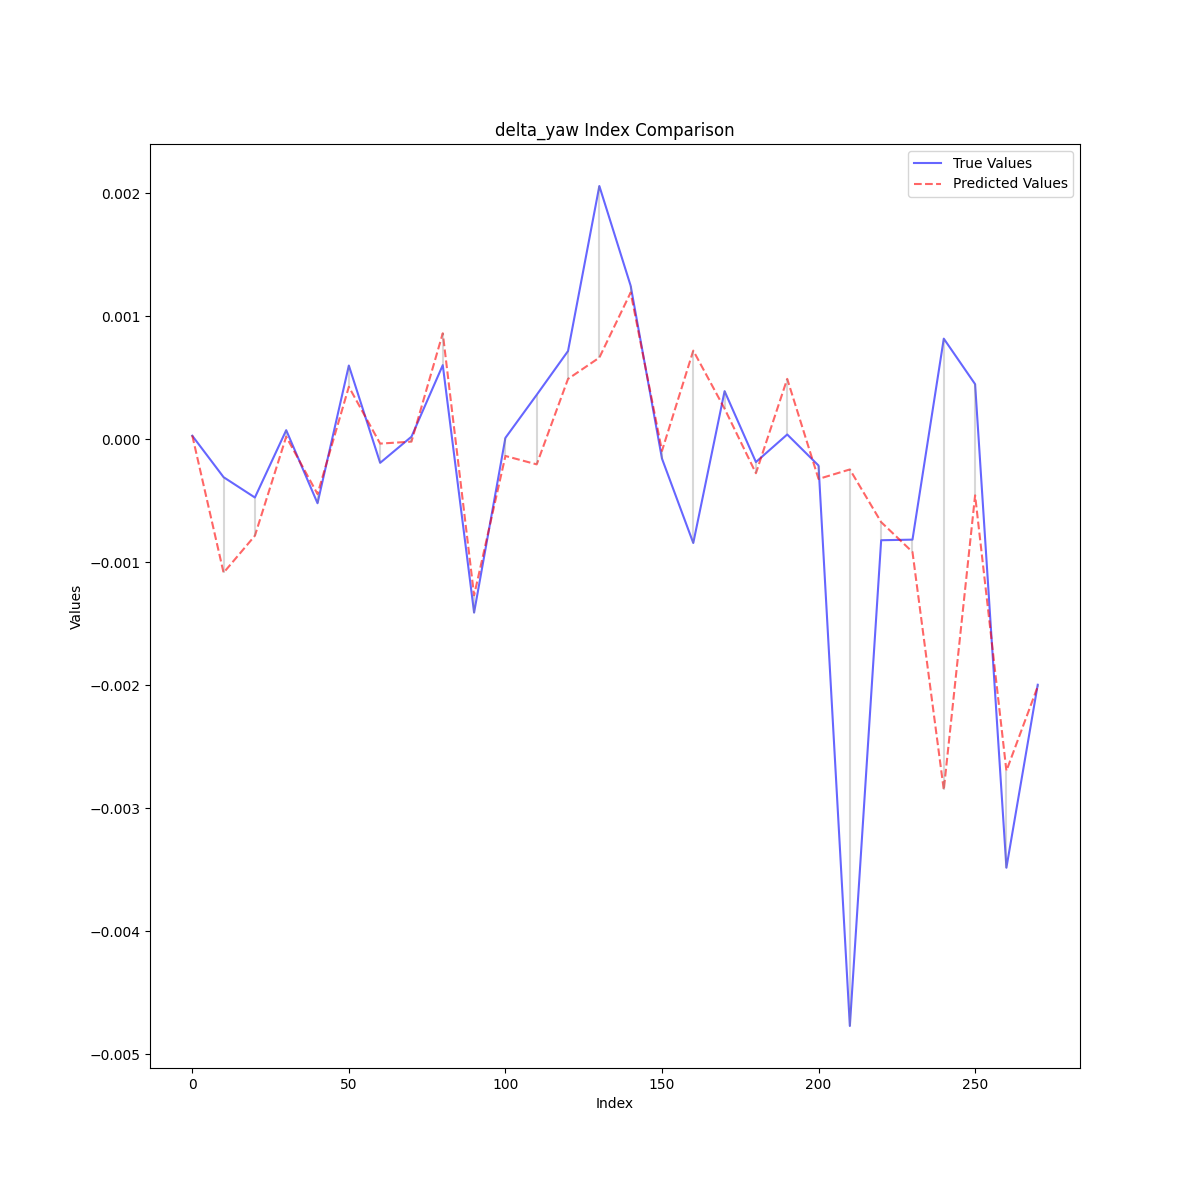 delta_yaw Index Comparison
True Values
Predicted Values
0.002
0.001
0.000
−0.001
−0.002
−0.003
−0.004
−0.005
Values
0 50 100 150 200 250
Index